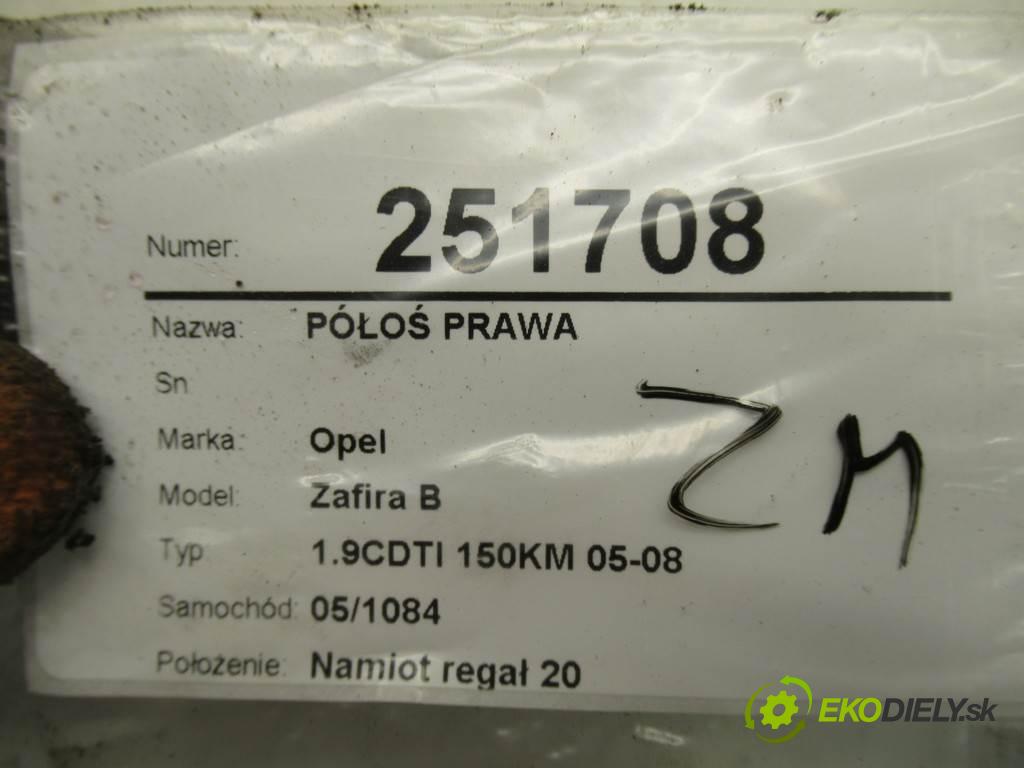 Numer: 251708
Nazwa: PÓŁOŚ PRAWA
Sn
Marka: Opel
Model: Zafira B
Typ 1.9CDTI 150KM 05-08
Samochód: 05/1084
Położenie: Namiot regał 20
ZM
EKODIELY.sk